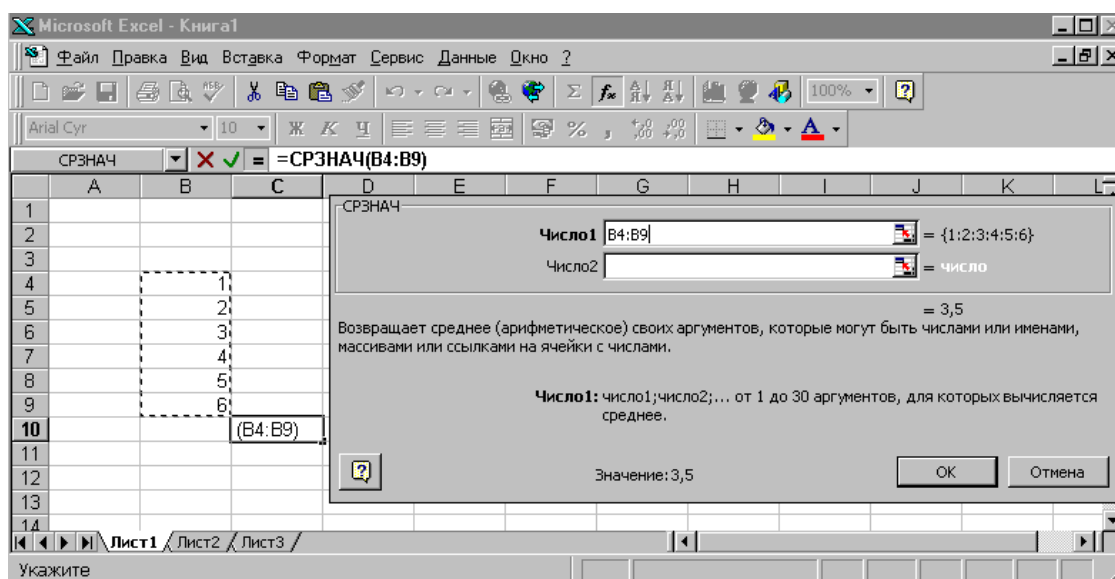 Microsoft Excel - Книга1
Файл Правка Вид Вставка Формат Сервис Данные Окно ?
100%
Arial Cyr 10 Ж К Ч %
СРЗНАЧ = =СРЗНАЧ(B4:B9)
A B C D E F G H I J K L
СРЗНАЧ
1
2
3
4 1
5 2
6 3
7 4
8 5
9 6
10 (B4:B9)
11
12
13
14
Число1 B4:B9 = {1:2:3:4:5:6}
Число2 = число
= 3,5
Возвращает среднее (арифметическое) своих аргументов, которые могут быть числами или именами,
массивами или ссылками на ячейки с числами.
Число1: число1;число2;... от 1 до 30 аргументов, для которых вычисляется
среднее.
Значение:3,5
ОК Отмена
Лист1 Лист2 Лист3
Укажите